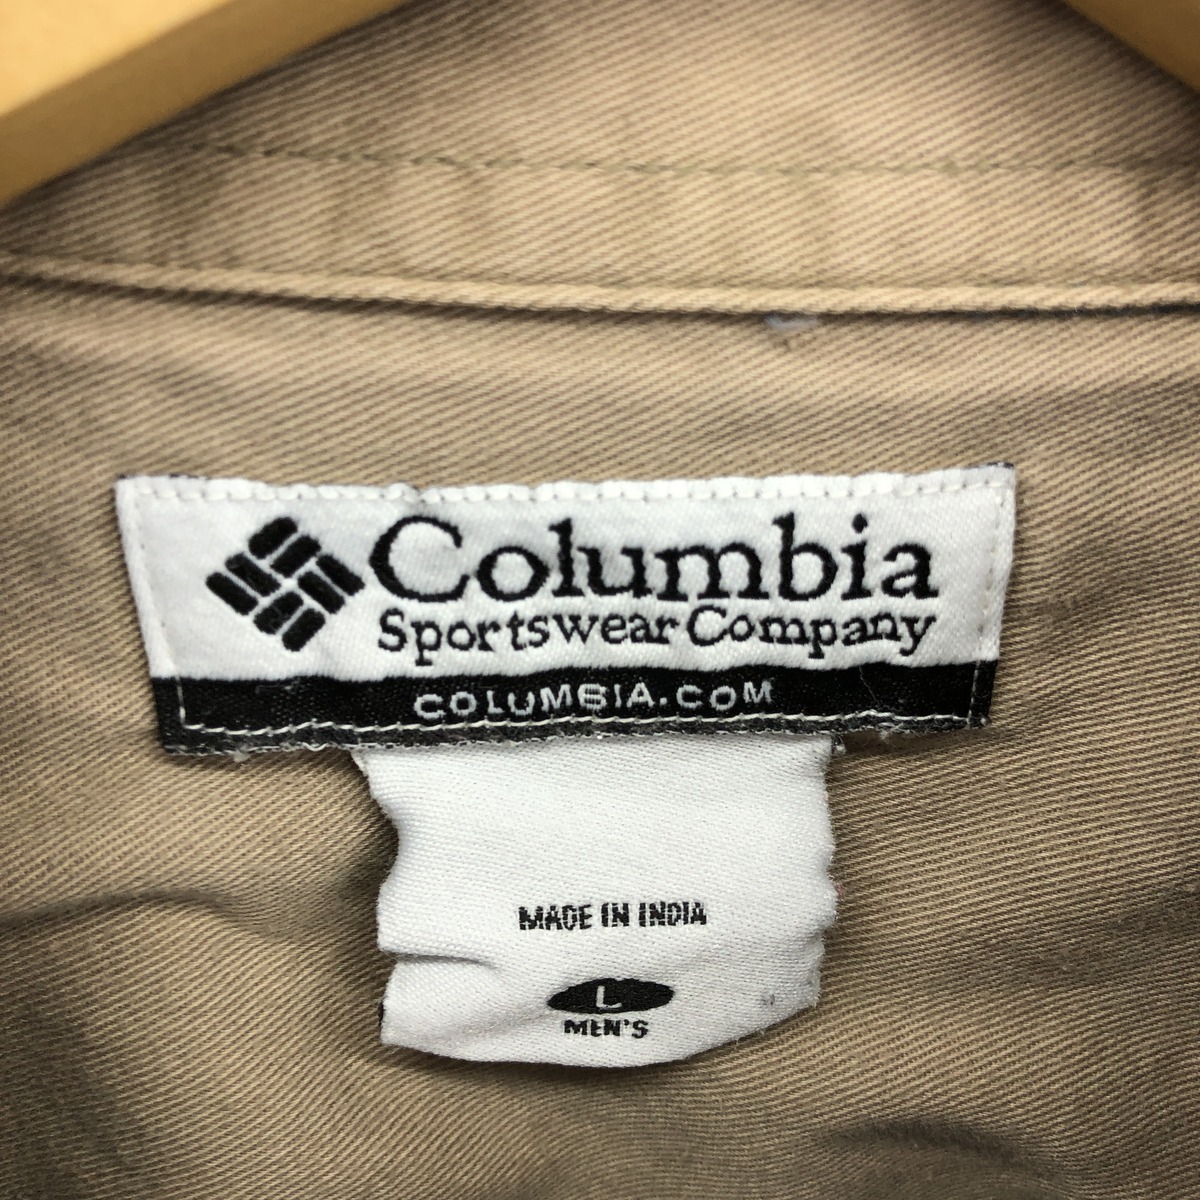 Columbia
Sportswear Company
COLUMBIA.COM
MADE IN INDIA
L
MEN'S